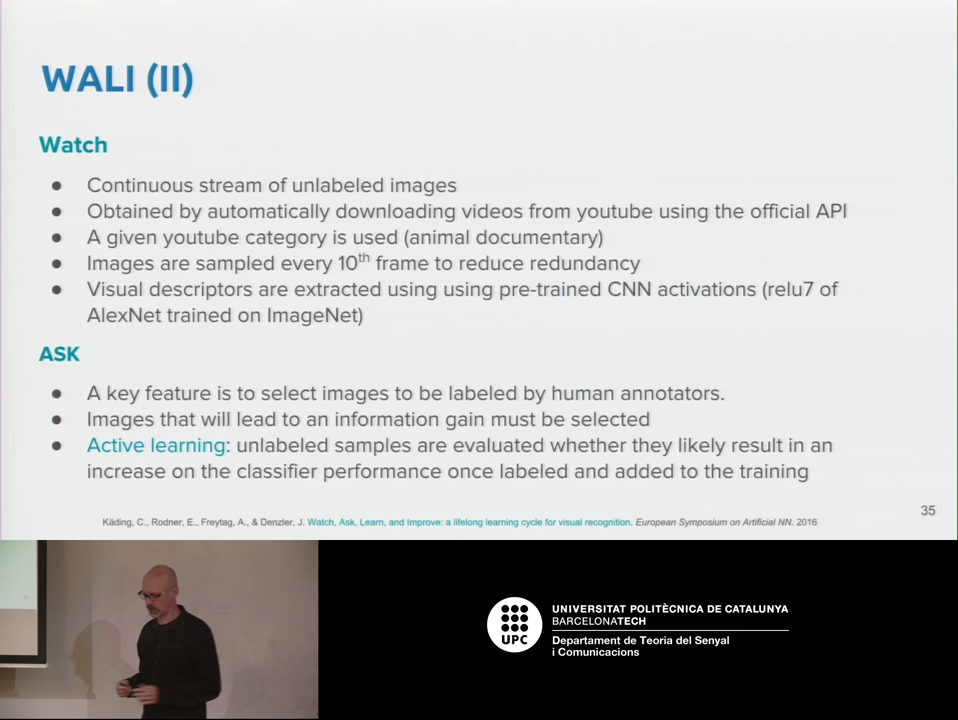 WALI (II)
Watch
● Continuous stream of unlabeled images
● Obtained by automatically downloading videos from youtube using the official API
● A given youtube category is used (animal documentary)
● Images are sampled every 10th frame to reduce redundancy
● Visual descriptors are extracted using using pre-trained CNN activations (relu7 of
AlexNet trained on ImageNet)
ASK
● A key feature is to select images to be labeled by human annotators.
● Images that will lead to an information gain must be selected
● Active learning: unlabeled samples are evaluated whether they likely result in an
increase on the classifier performance once labeled and added to the training
Käding, C., Rodner, E., Freytag, A., & Denzler, J. Watch, Ask, Learn, and Improve: a lifelong learning cycle for visual recognition. European Symposium on Artificial NN. 2016
35
UPC
UNIVERSITAT POLITÈCNICA DE CATALUNYA
BARCELONATECH
Departament de Teoria del Senyal
i Comunicacions